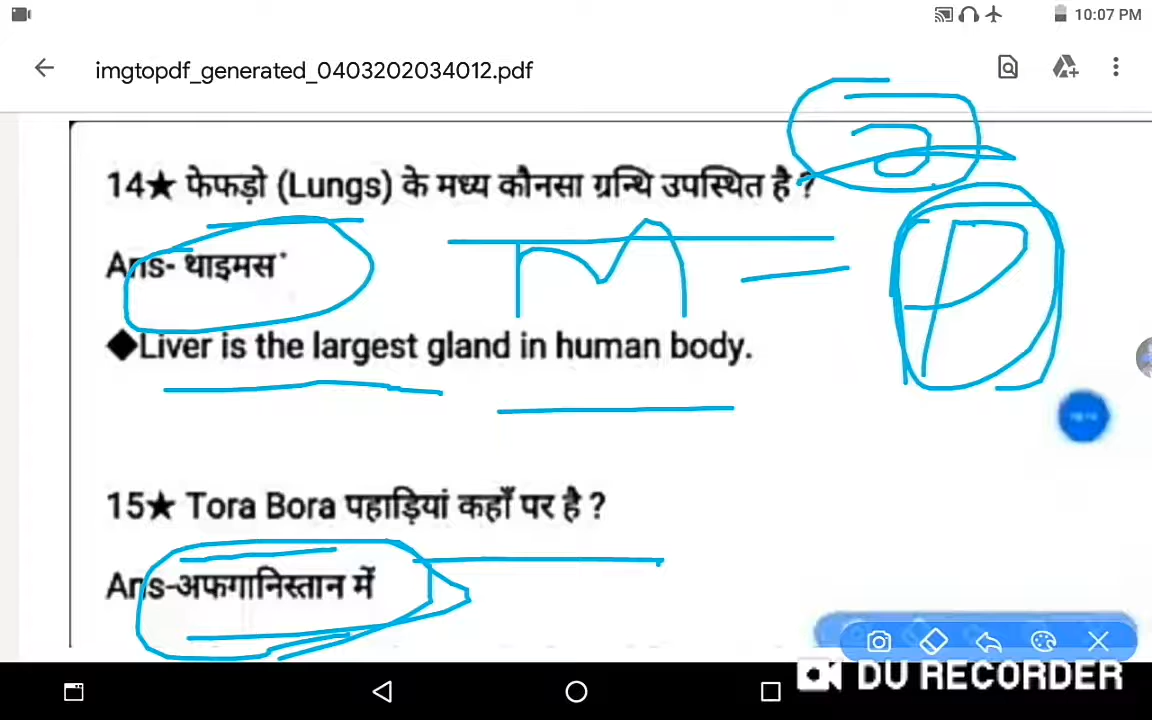 10:07 PM
imgtopdf_generated_0403202034012.pdf
14★ फेफड़ो (Lungs) के मध्य कौनसा ग्रन्थि उपस्थित है ?
Ans- थाइमस
M — P
◆Liver is the largest gland in human body.
15★ Tora Bora पहाड़ियां कहाँ पर है ?
Ans-अफगानिस्तान में
DU RECORDER